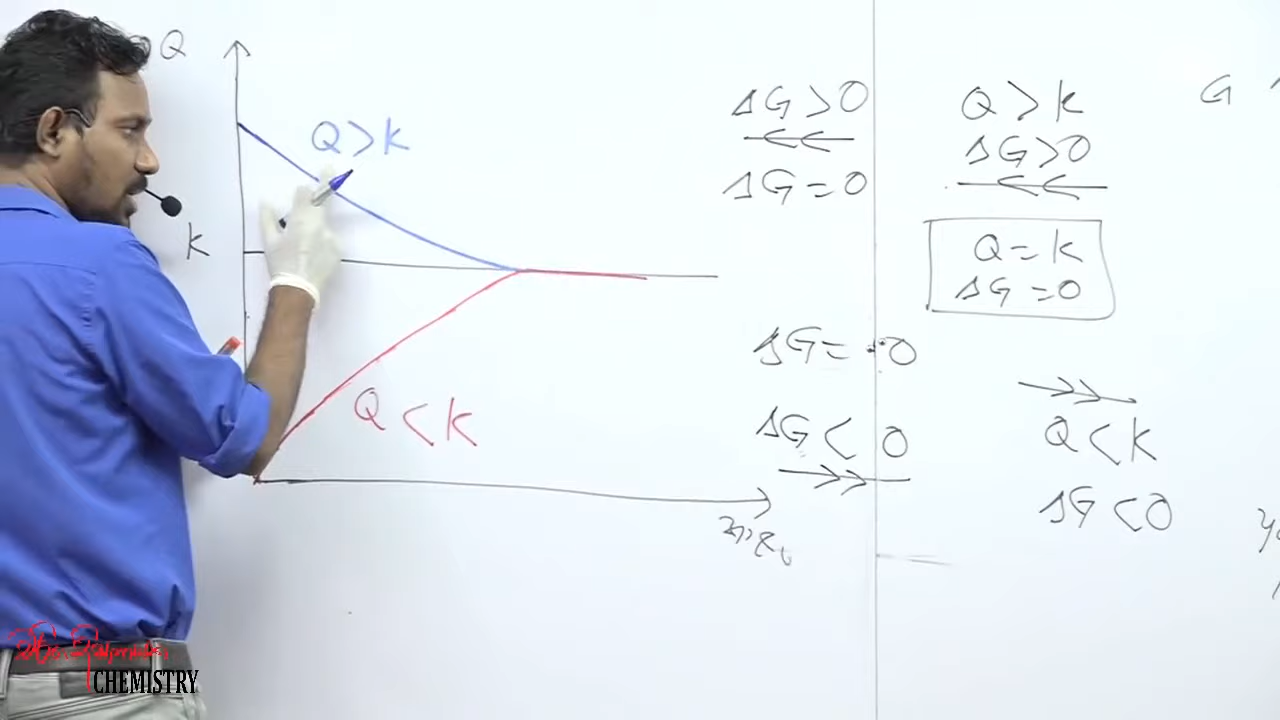 Q
Q > K
K
Q < K
ΔG > 0
ΔG = 0
ΔG = 0
ΔG < 0
Q > K
ΔG > 0
Q = K
ΔG = 0
Q < K
ΔG < 0
G
CHEMISTRY